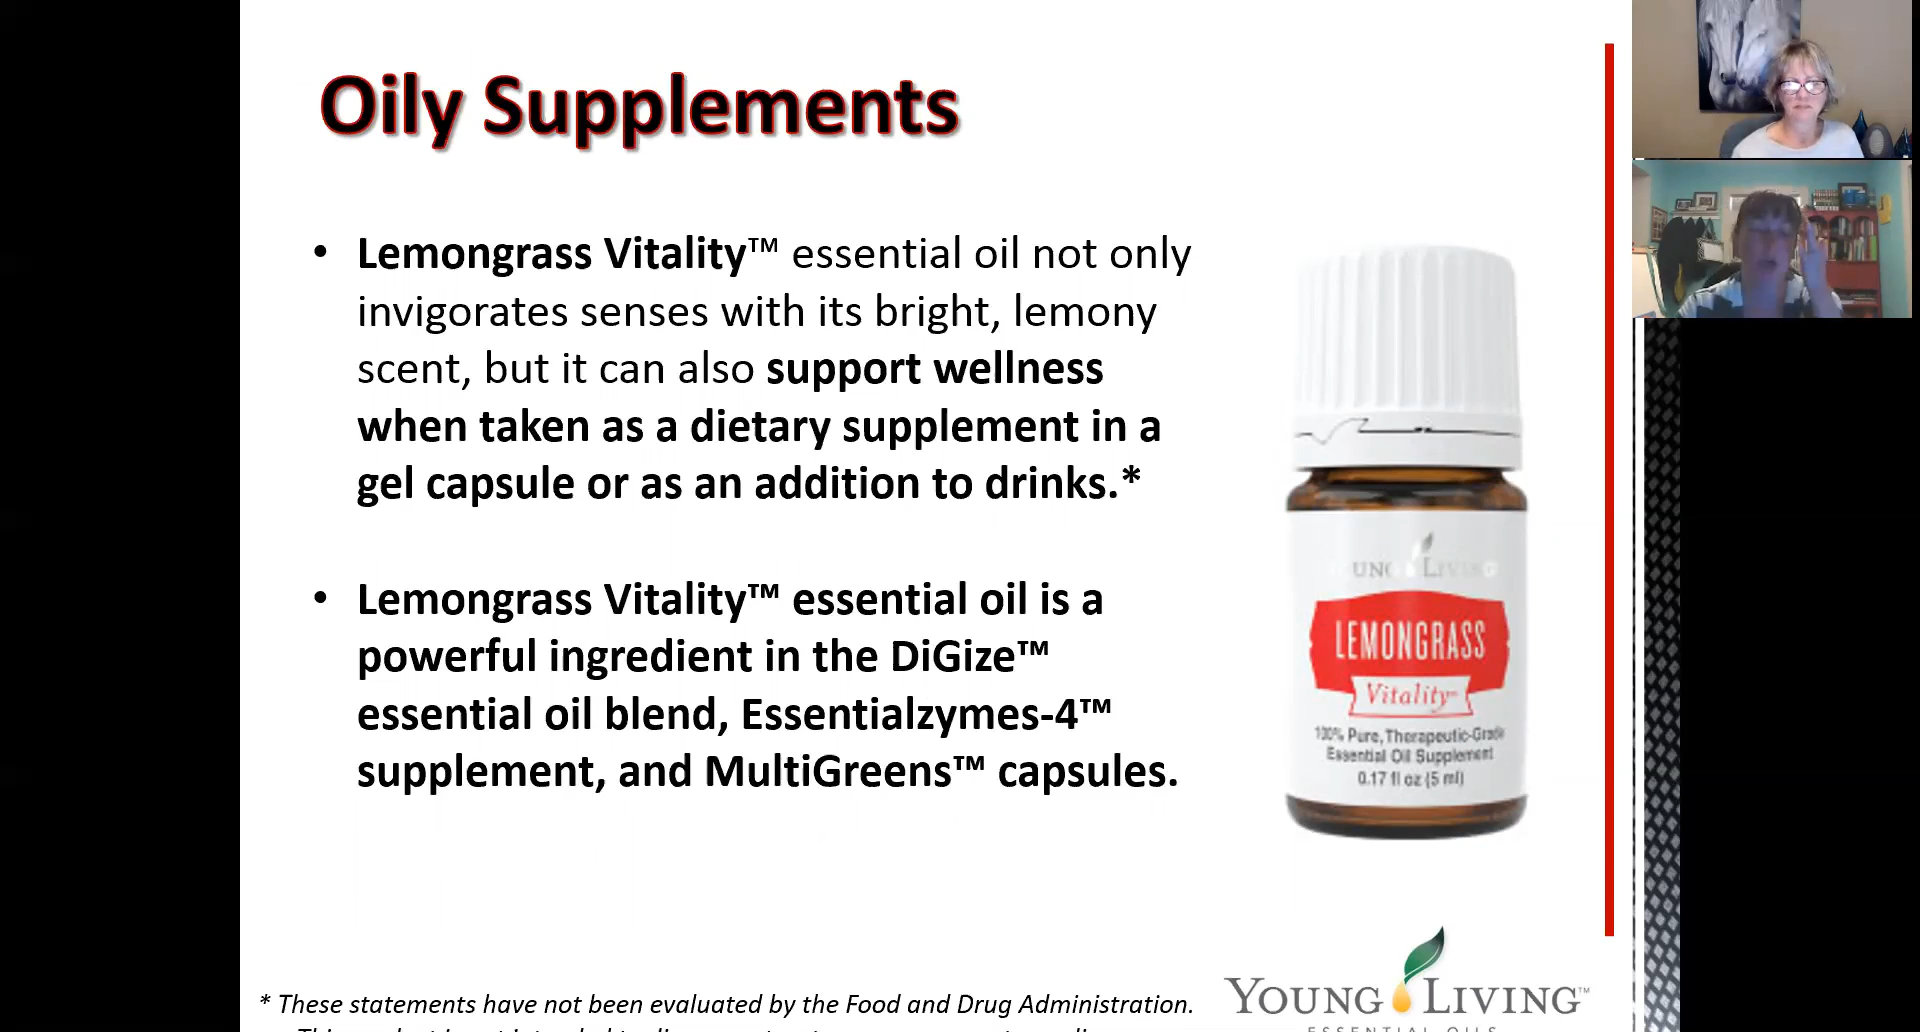 Oily Supplements
• Lemongrass Vitality™ essential oil not only
invigorates senses with its bright, lemony
scent, but it can also support wellness
when taken as a dietary supplement in a
gel capsule or as an addition to drinks.*
• Lemongrass Vitality™ essential oil is a
powerful ingredient in the DiGize™
essential oil blend, Essentialzymes-4™
supplement, and MultiGreens™ capsules.
YOUNG LIVING
LEMONGRASS
Vitality™
100% Pure, Therapeutic-Grade
Essential Oil Supplement
0.17 fl oz (5 ml)
* These statements have not been evaluated by the Food and Drug Administration.
YOUNG LIVING™
ESSENTIAL OILS